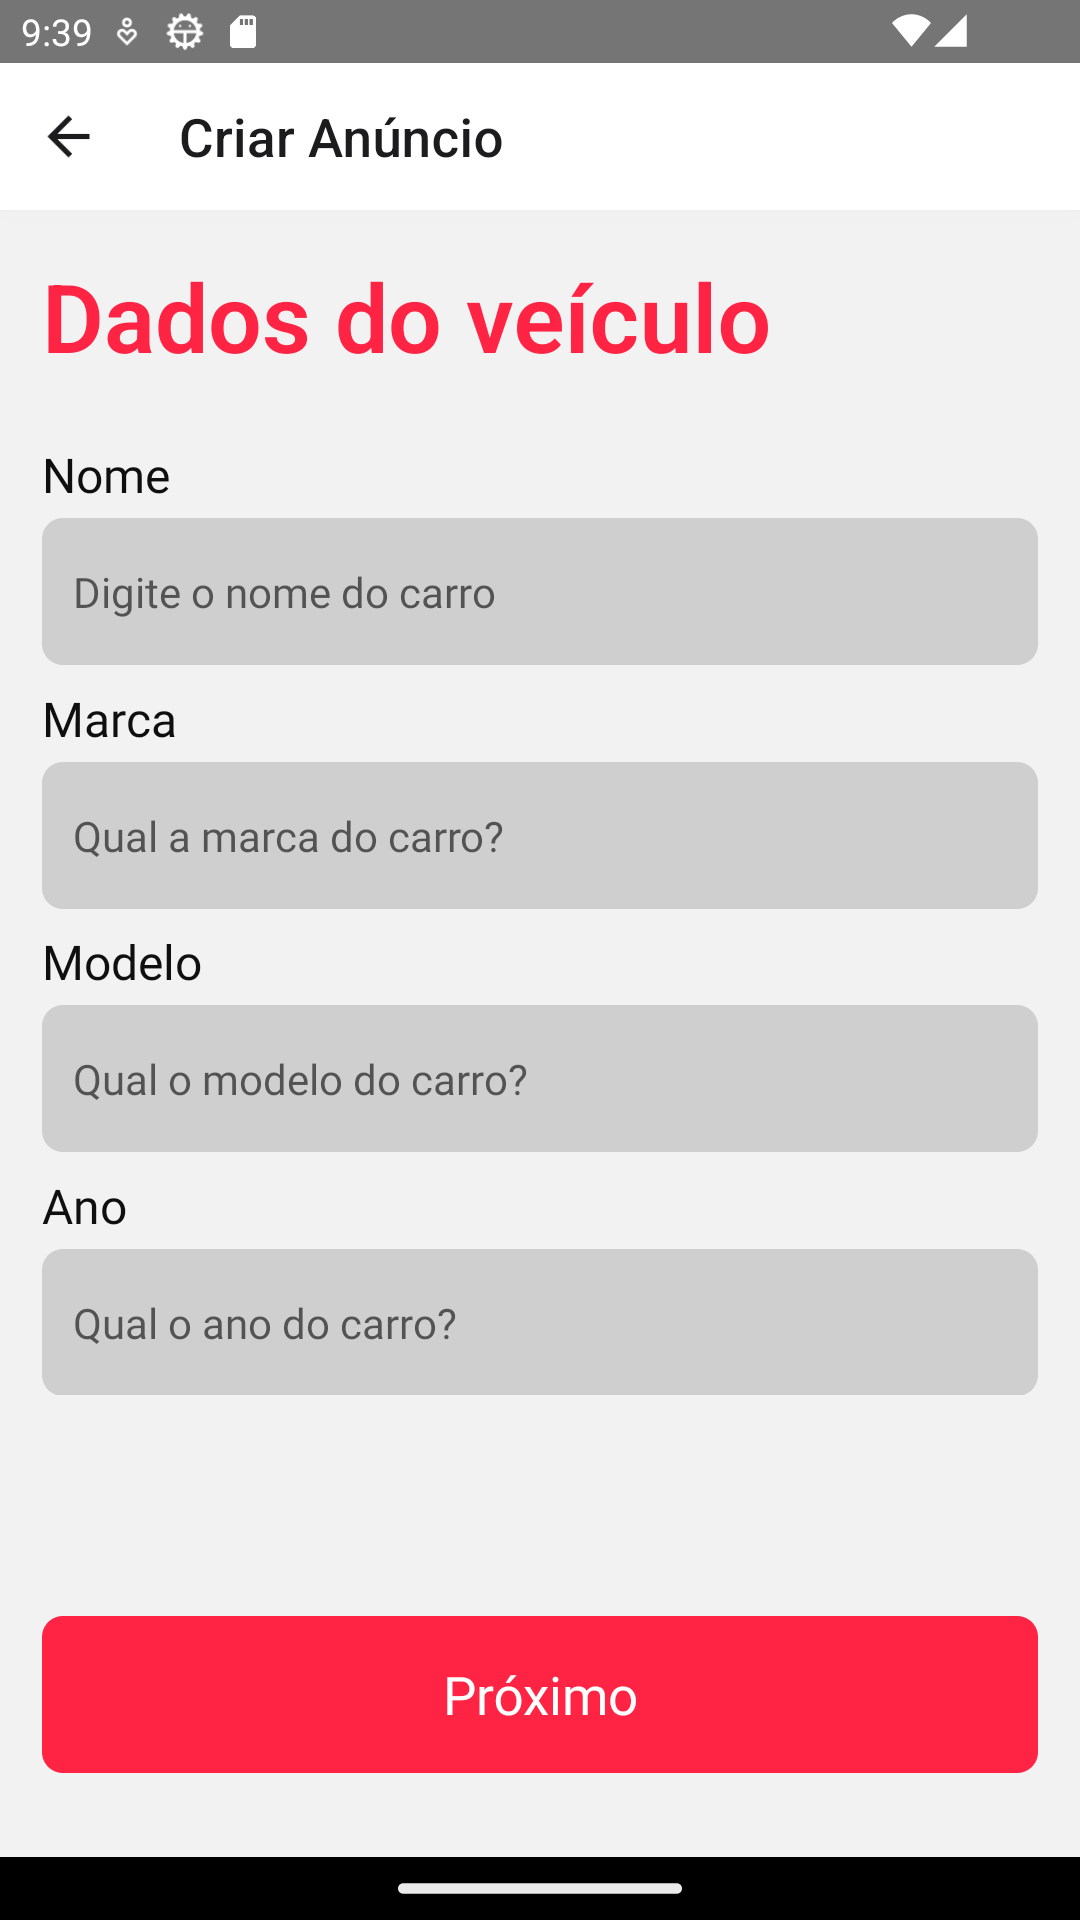 9:39
Criar Anúncio
Dados do veículo
Nome
Digite o nome do carro
Marca
Qual a marca do carro?
Modelo
Qual o modelo do carro?
Ano
Qual o ano do carro?
Próximo